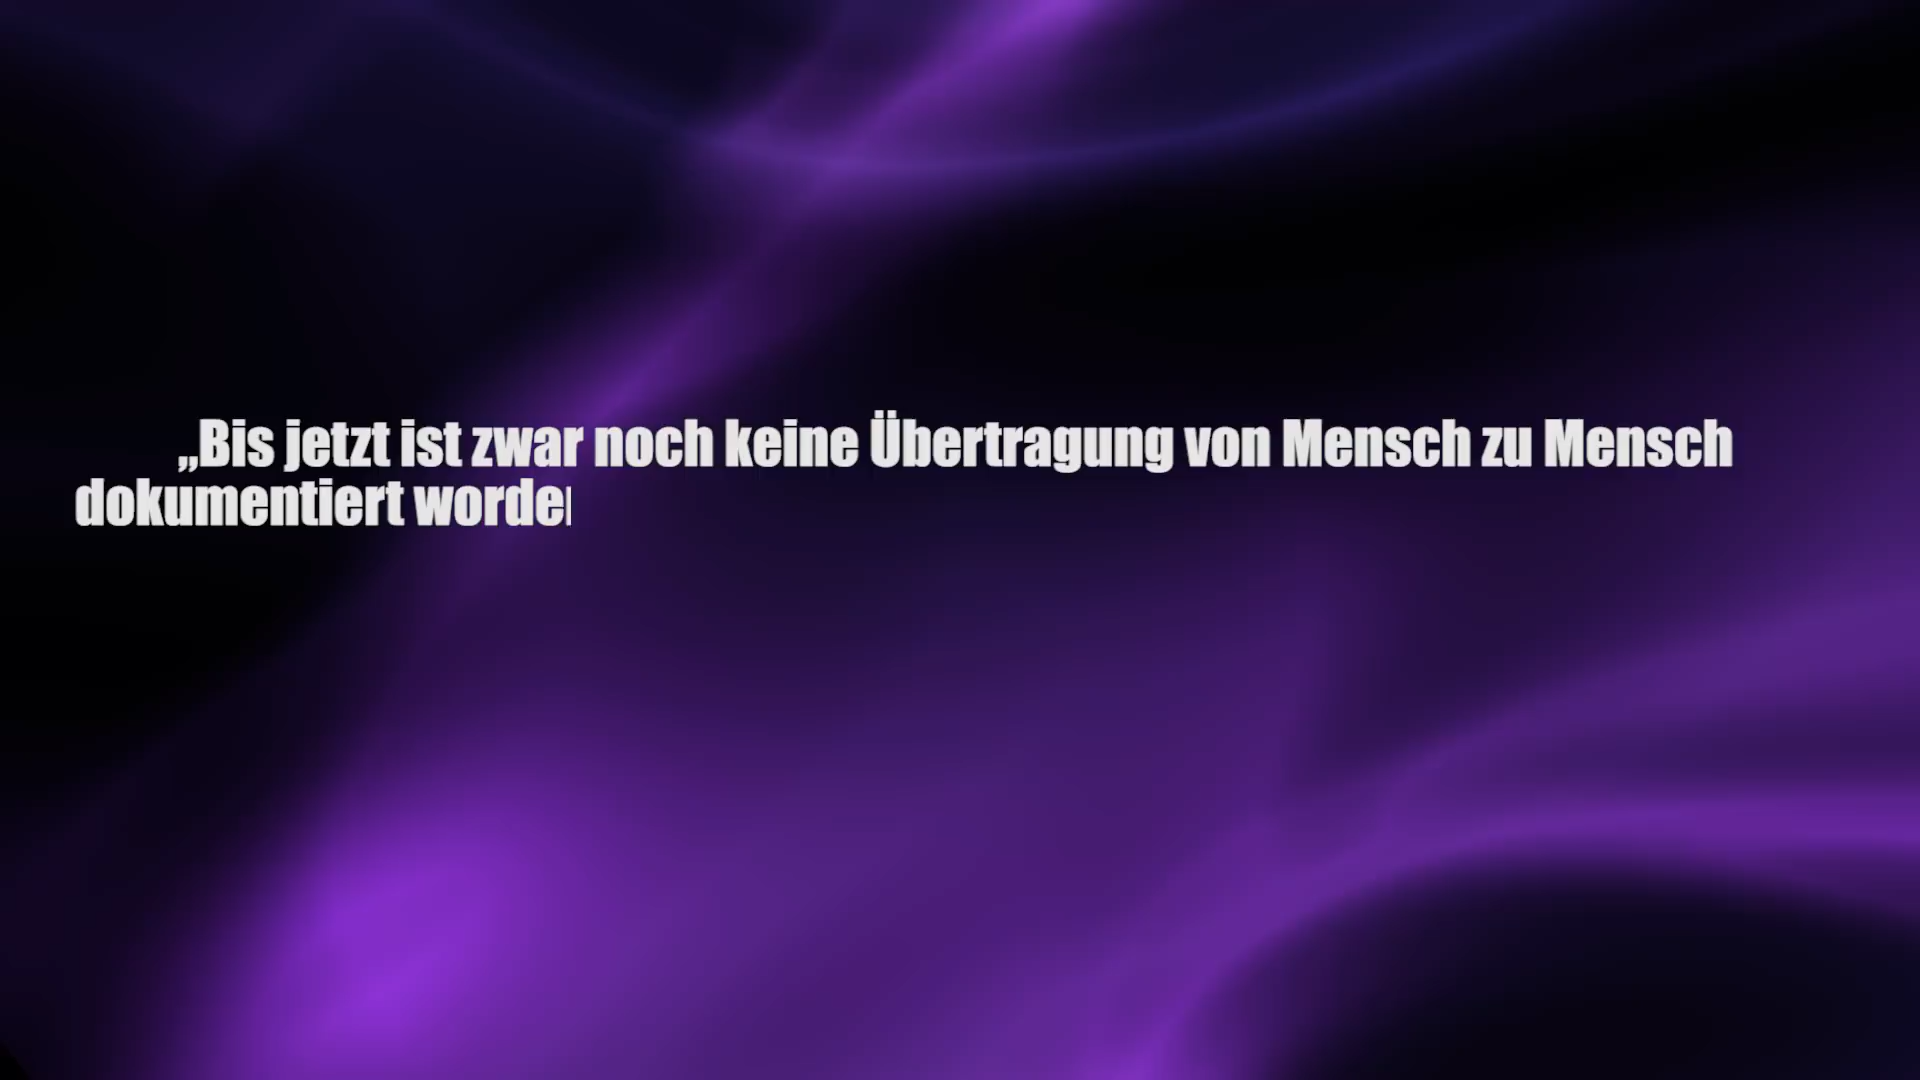 „Bis jetzt ist zwar noch keine Übertragung von Mensch zu Mensch
dokumentiert worde